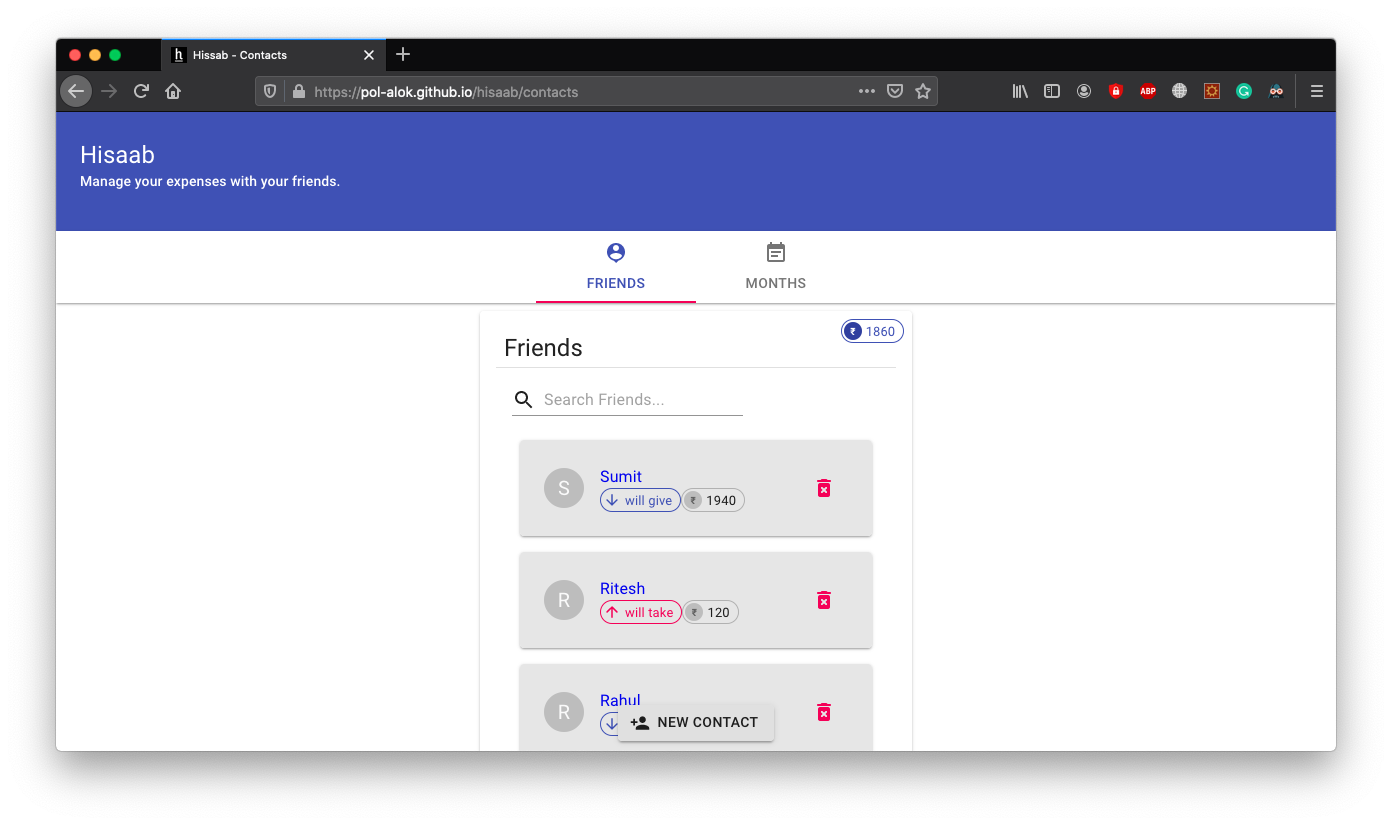 Hissab - Contacts
https://pol-alok.github.io/hisaab/contacts
ABP
Hisaab
Manage your expenses with your friends.
FRIENDS
MONTHS
₹ 1860
Friends
Search Friends...
S
Sumit
will give ₹ 1940
R
Ritesh
will take ₹ 120
R
Rahul
NEW CONTACT